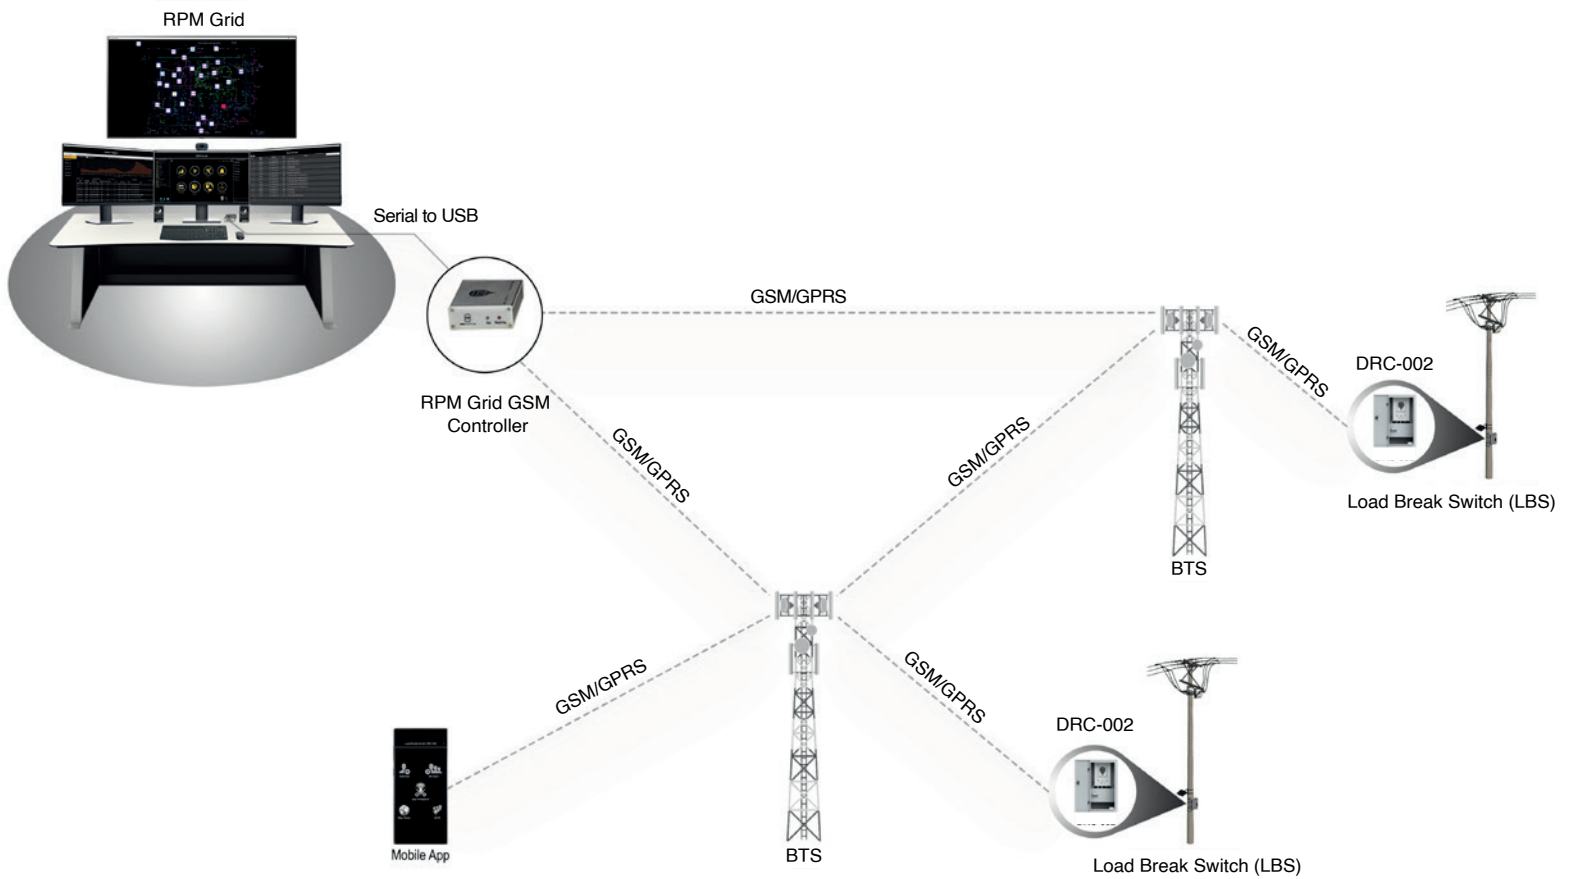 RPM Grid
Serial to USB
GSM/GPRS
RPM Grid GSM
Controller
GSM/GPRS
GSM/GPRS
GSM/GPRS
DRC-002
Load Break Switch (LBS)
BTS
GSM/GPRS
GSM/GPRS
DRC-002
Mobile App
BTS
Load Break Switch (LBS)